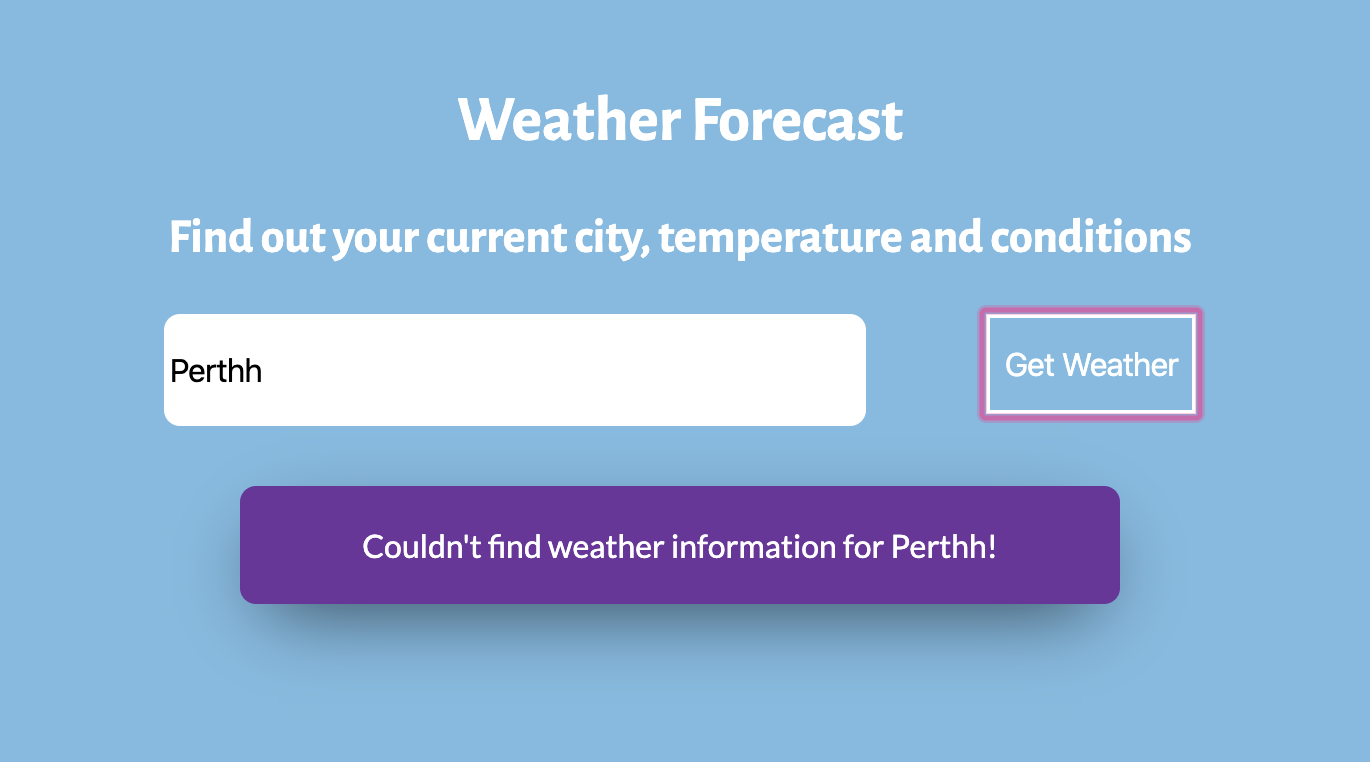 Weather Forecast
Find out your current city, temperature and conditions
Perthh
Get Weather
Couldn't find weather information for Perthh!